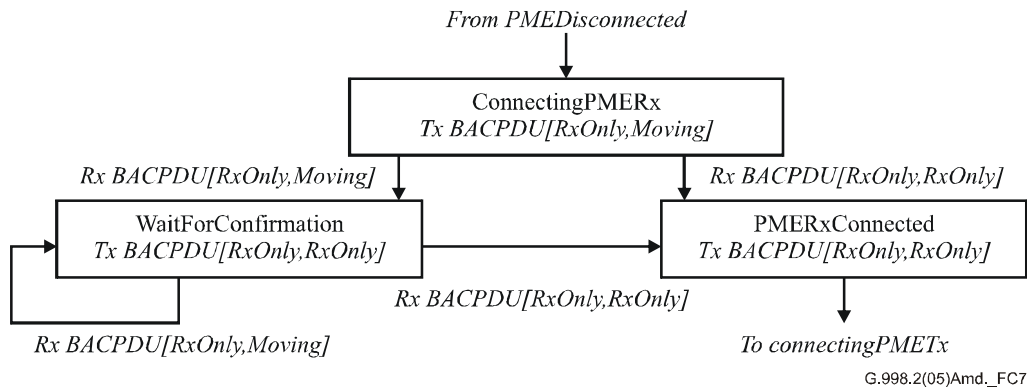 From PMEDisconnected
ConnectingPMERx
Tx BACPDU[RxOnly,Moving]
Rx BACPDU[RxOnly,Moving]
Rx BACPDU[RxOnly,RxOnly]
WaitForConfirmation
Tx BACPDU[RxOnly,RxOnly]
PMERxConnected
Tx BACPDU[RxOnly,RxOnly]
Rx BACPDU[RxOnly,RxOnly]
Rx BACPDU[RxOnly,Moving]
To connectingPMETx
G.998.2(05)Amd._FC7